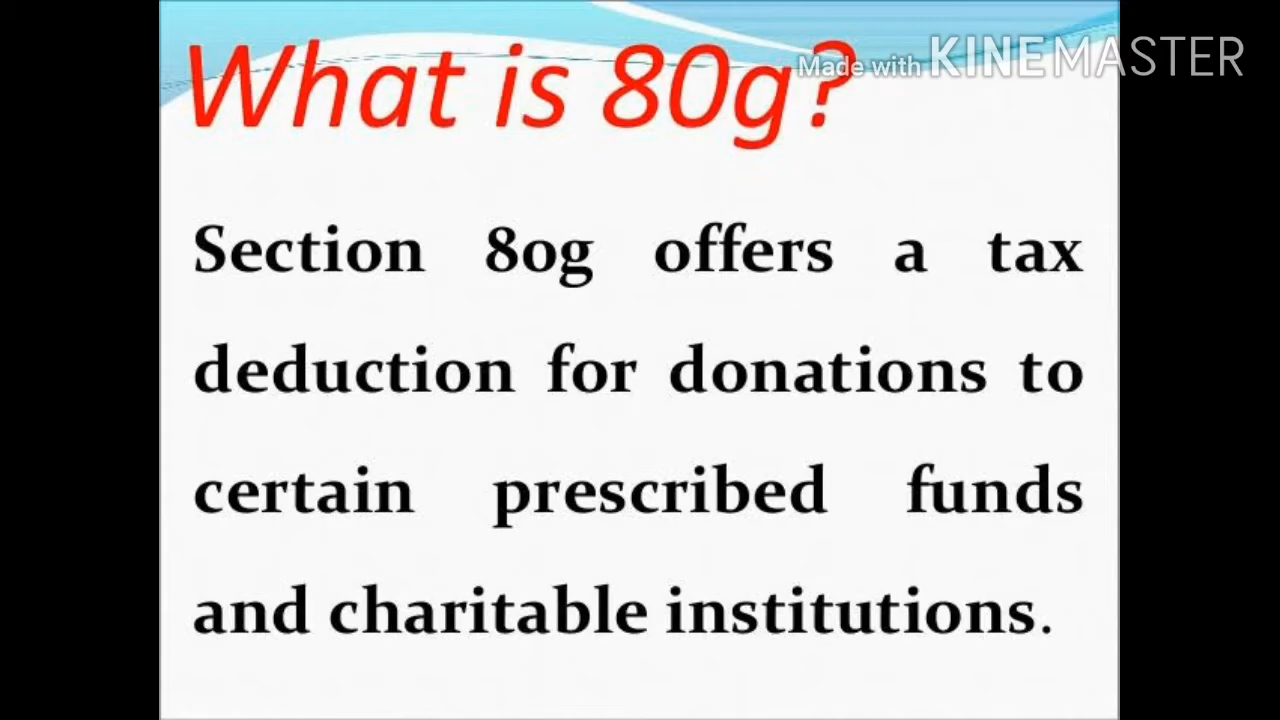 What is 80g?
Made with KINEMASTER
Section 80g offers a tax
deduction for donations to
certain prescribed funds
and charitable institutions.